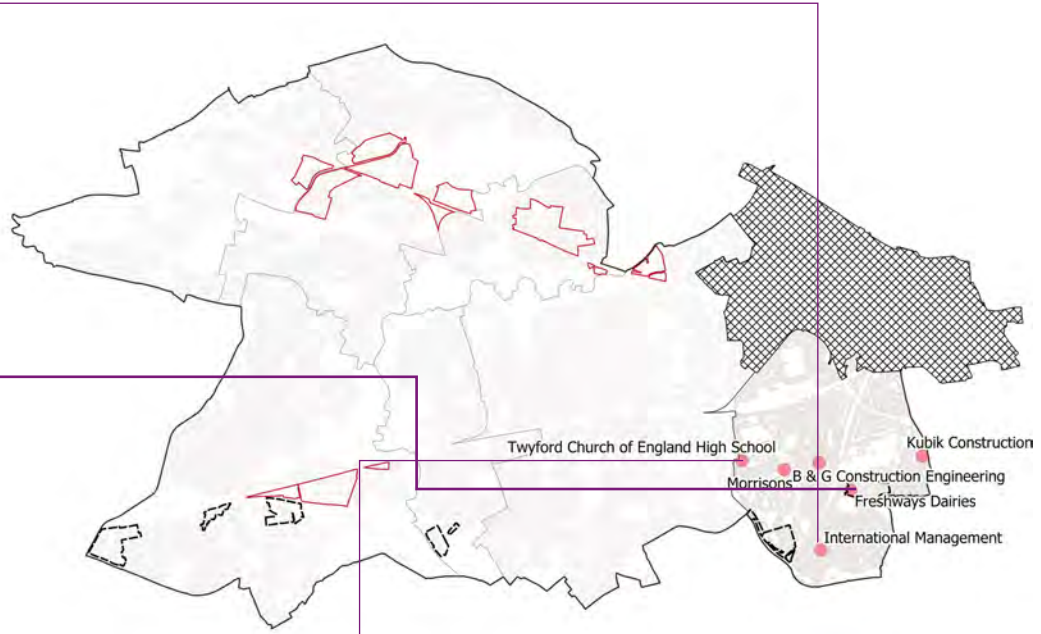 Twyford Church of England High School
Kubik Construction
Morrisons
B & G Construction Engineering
Freshways Dairies
International Management